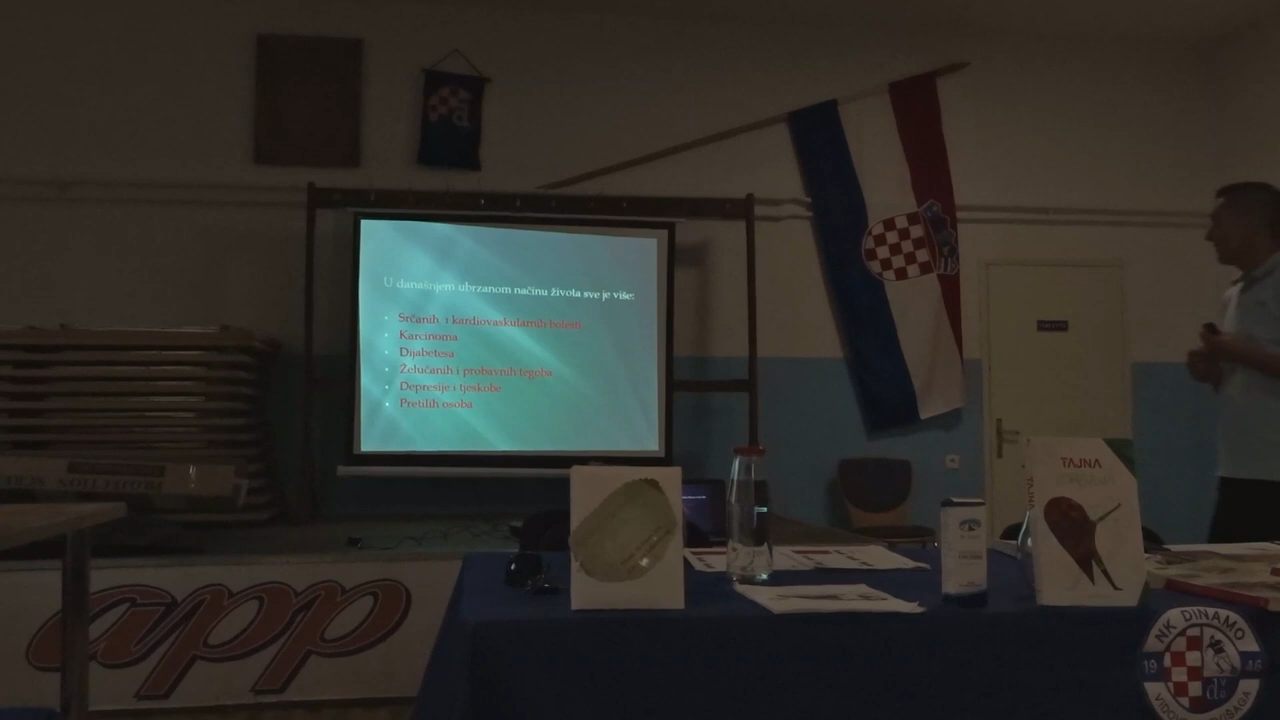 U današnjem ubrzanom načinu života sve je više:
Srčanih i kardiovaskularnih bolesti
Karcinoma
Dijabetesa
Želučanih i probavnih tegoba
Depresije i tjeskobe
Pretilih osoba
TAJNA
TAJNA
app
NK DINAMO
19 46